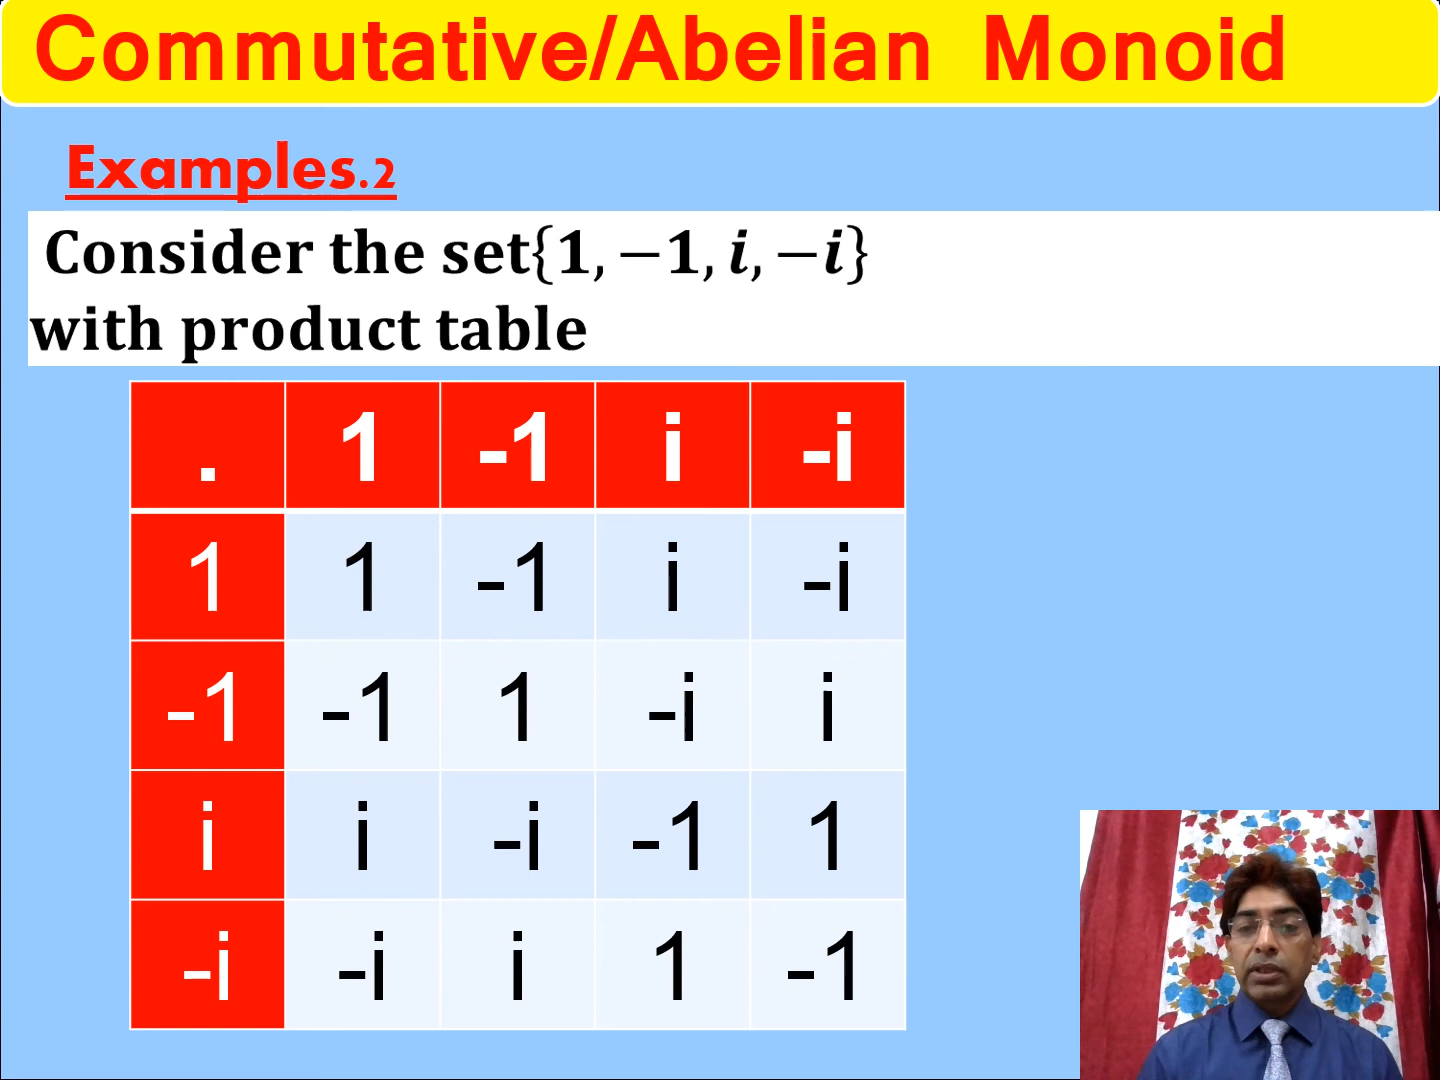 Commutative/Abelian Monoid
Examples.2
Consider the set{1, −1, i, −i}
with product table
. 1 -1 i -i
1 1 -1 i -i
-1 -1 1 -i i
i i -i -1 1
-i -i i 1 -1